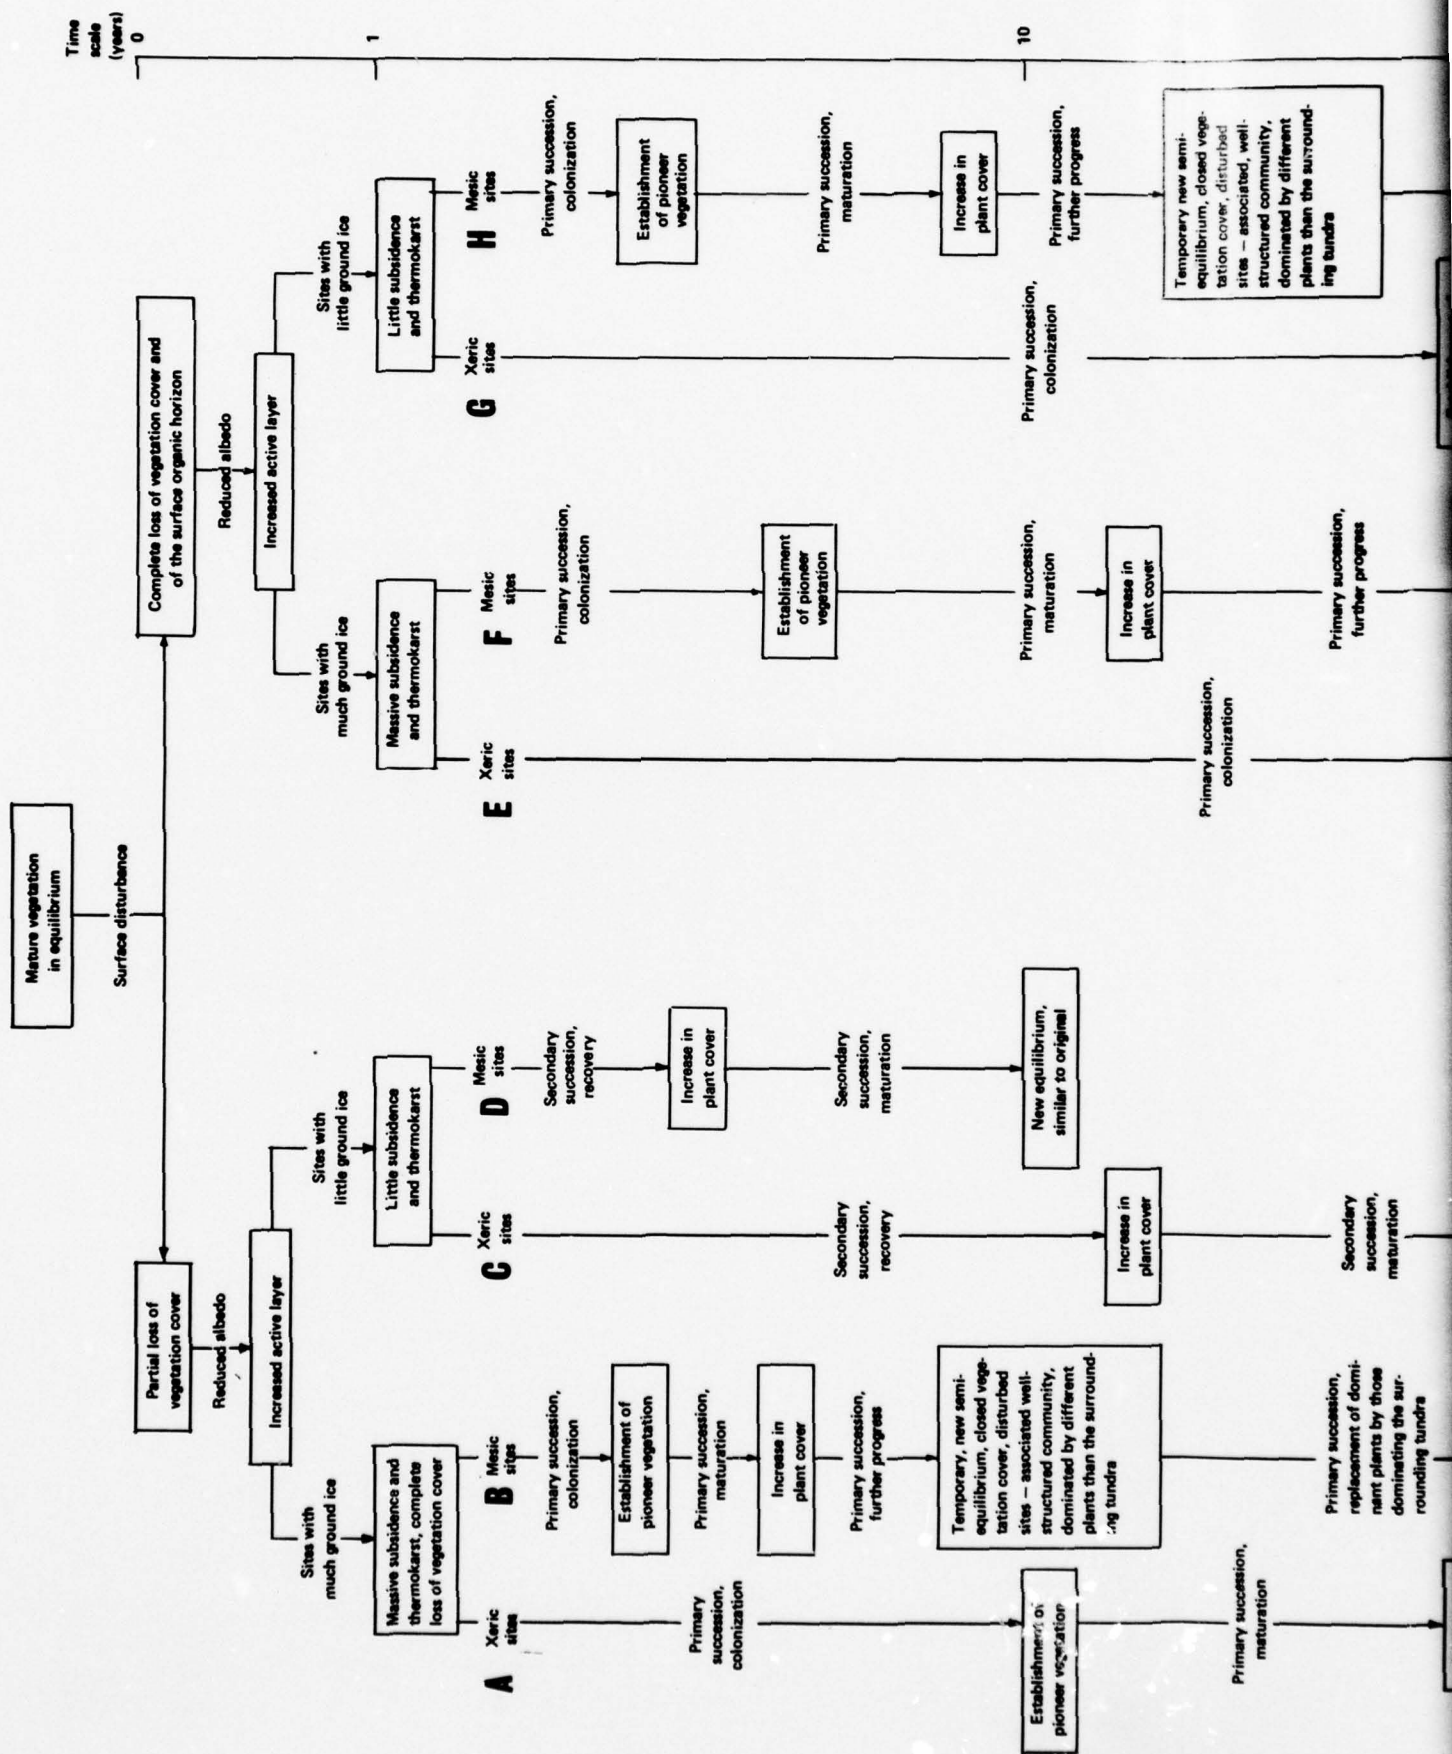 Time
scale
(years)
0
1
10
Mature vegetation
in equilibrium
Surface disturbance
Partial loss of
vegetation cover
Reduced albedo
Increased active layer
Sites with
much ground ice
Massive subsidence and
thermokarst, complete
loss of vegetation cover
A
Xeric
sites
Primary
succession,
colonization
Establishment of
pioneer vegetation
Primary succession,
maturation
B
Mesic
sites
Primary succession,
colonization
Establishment of
pioneer vegetation
Primary succession,
maturation
Increase in
plant cover
Primary succession,
further progress
Temporary, new semi-
equilibrium, closed vege-
tation cover, disturbed
sites – associated well-
structured community,
dominated by different
plants than the surround-
ing tundra
Primary succession,
replacement of domi-
nant plants by those
dominating the sur-
rounding tundra
Sites with
little ground ice
Little subsidence
and thermokarst
C
Xeric
sites
Secondary
succession,
recovery
Increase in
plant cover
Secondary
succession,
maturation
D
Mesic
sites
Secondary
succession,
recovery
Increase in
plant cover
Secondary
succession,
maturation
New equilibrium,
similar to original
Complete loss of vegetation cover and
of the surface organic horizon
Reduced albedo
Increased active layer
Sites with
much ground ice
Massive subsidence
and thermokarst
E
Xeric
sites
Primary succession,
colonization
F
Mesic
sites
Primary succession,
colonization
Establishment
of pioneer
vegetation
Primary succession,
maturation
Increase in
plant cover
Primary succession,
further progress
Sites with
little ground ice
Little subsidence
and thermokarst
G
Xeric
sites
Primary succession,
colonization
H
Mesic
sites
Primary succession,
colonization
Establishment
of pioneer
vegetation
Primary succession,
maturation
Increase in
plant cover
Primary succession,
further progress
Temporary new semi-
equilibrium, closed vege-
tation cover, disturbed
sites – associated, well-
structured community,
dominated by different
plants than the surround-
ing tundra